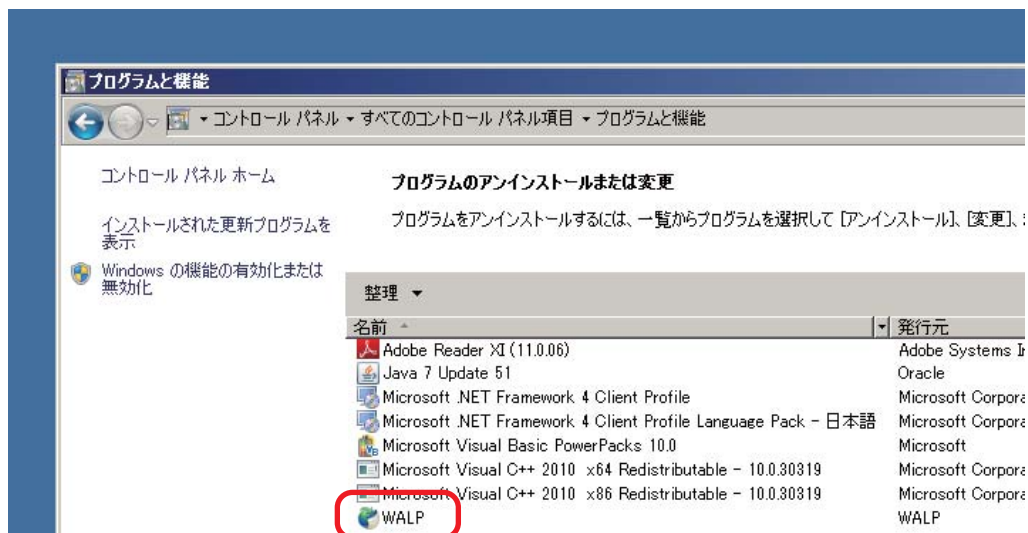 プログラムと機能
コントロール パネル ▾ すべてのコントロール パネル項目 ▾ プログラムと機能
コントロール パネル ホーム
インストールされた更新プログラムを
表示
Windows の機能の有効化または
無効化
プログラムのアンインストールまたは変更
プログラムをアンインストールするには、一覧からプログラムを選択して [アンインストール]、[変更]、
整理 ▾
名前 発行元
Adobe Reader XI (11.0.06) Adobe Systems I
Java 7 Update 51 Oracle
Microsoft .NET Framework 4 Client Profile Microsoft Corpora
Microsoft .NET Framework 4 Client Profile Language Pack - 日本語 Microsoft Corpora
Microsoft Visual Basic PowerPacks 10.0 Microsoft
Microsoft Visual C++ 2010 x64 Redistributable - 10.0.30319 Microsoft Corpora
Microsoft Visual C++ 2010 x86 Redistributable - 10.0.30319 Microsoft Corpora
WALP WALP